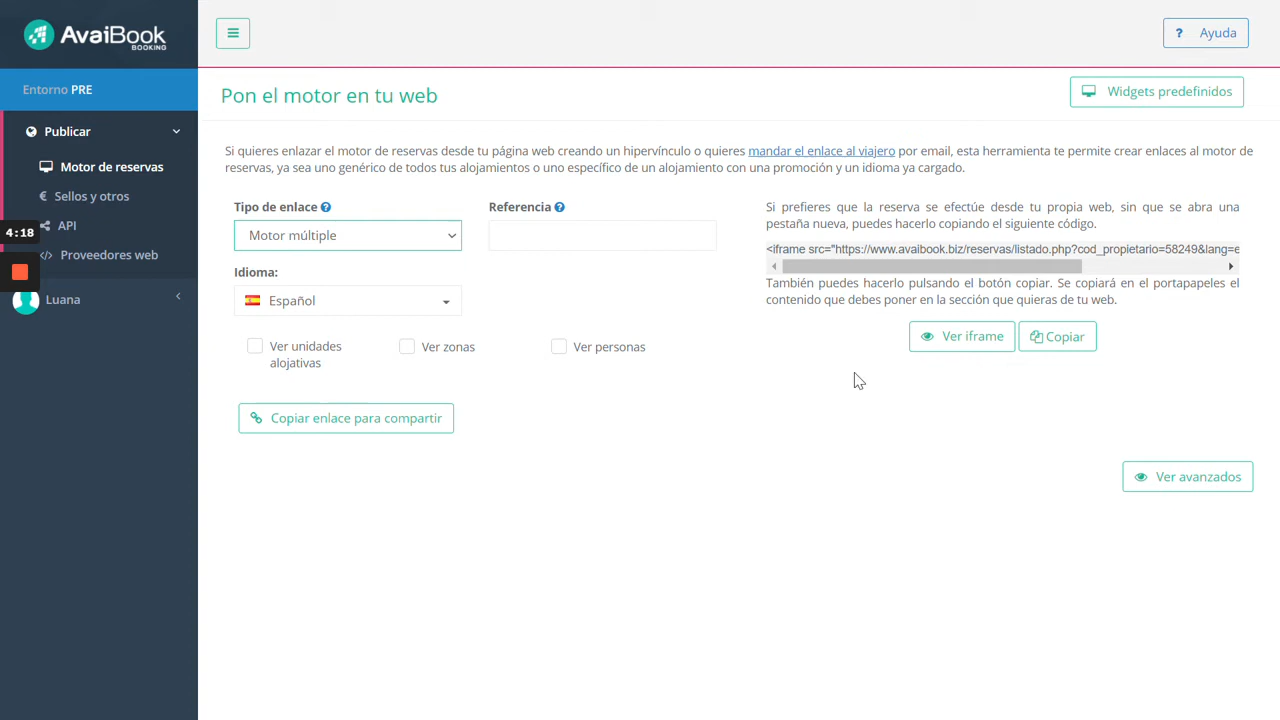 AvaiBook
BOOKING
? Ayuda
Entorno PRE
Pon el motor en tu web
Widgets predefinidos
Publicar
Motor de reservas
€ Sellos y otros
API
4:18
</> Proveedores web
Luana
Si quieres enlazar el motor de reservas desde tu página web creando un hipervínculo o quieres mandar el enlace al viajero por email, esta herramienta te permite crear enlaces al motor de
reservas, ya sea uno genérico de todos tus alojamientos o uno específico de un alojamiento con una promoción y un idioma ya cargado.
Tipo de enlace ?
Motor múltiple
Referencia ?
Idioma:
Español
Ver unidades
alojativas
Ver zonas
Ver personas
Copiar enlace para compartir
Si prefieres que la reserva se efectúe desde tu propia web, sin que se abra una
pestaña nueva, puedes hacerlo copiando el siguiente código.
<iframe src="https://www.avaibook.biz/reservas/listado.php?cod_propietario=58249&lang=e
También puedes hacerlo pulsando el botón copiar. Se copiará en el portapapeles el
contenido que debes poner en la sección que quieras de tu web.
Ver iframe
Copiar
Ver avanzados